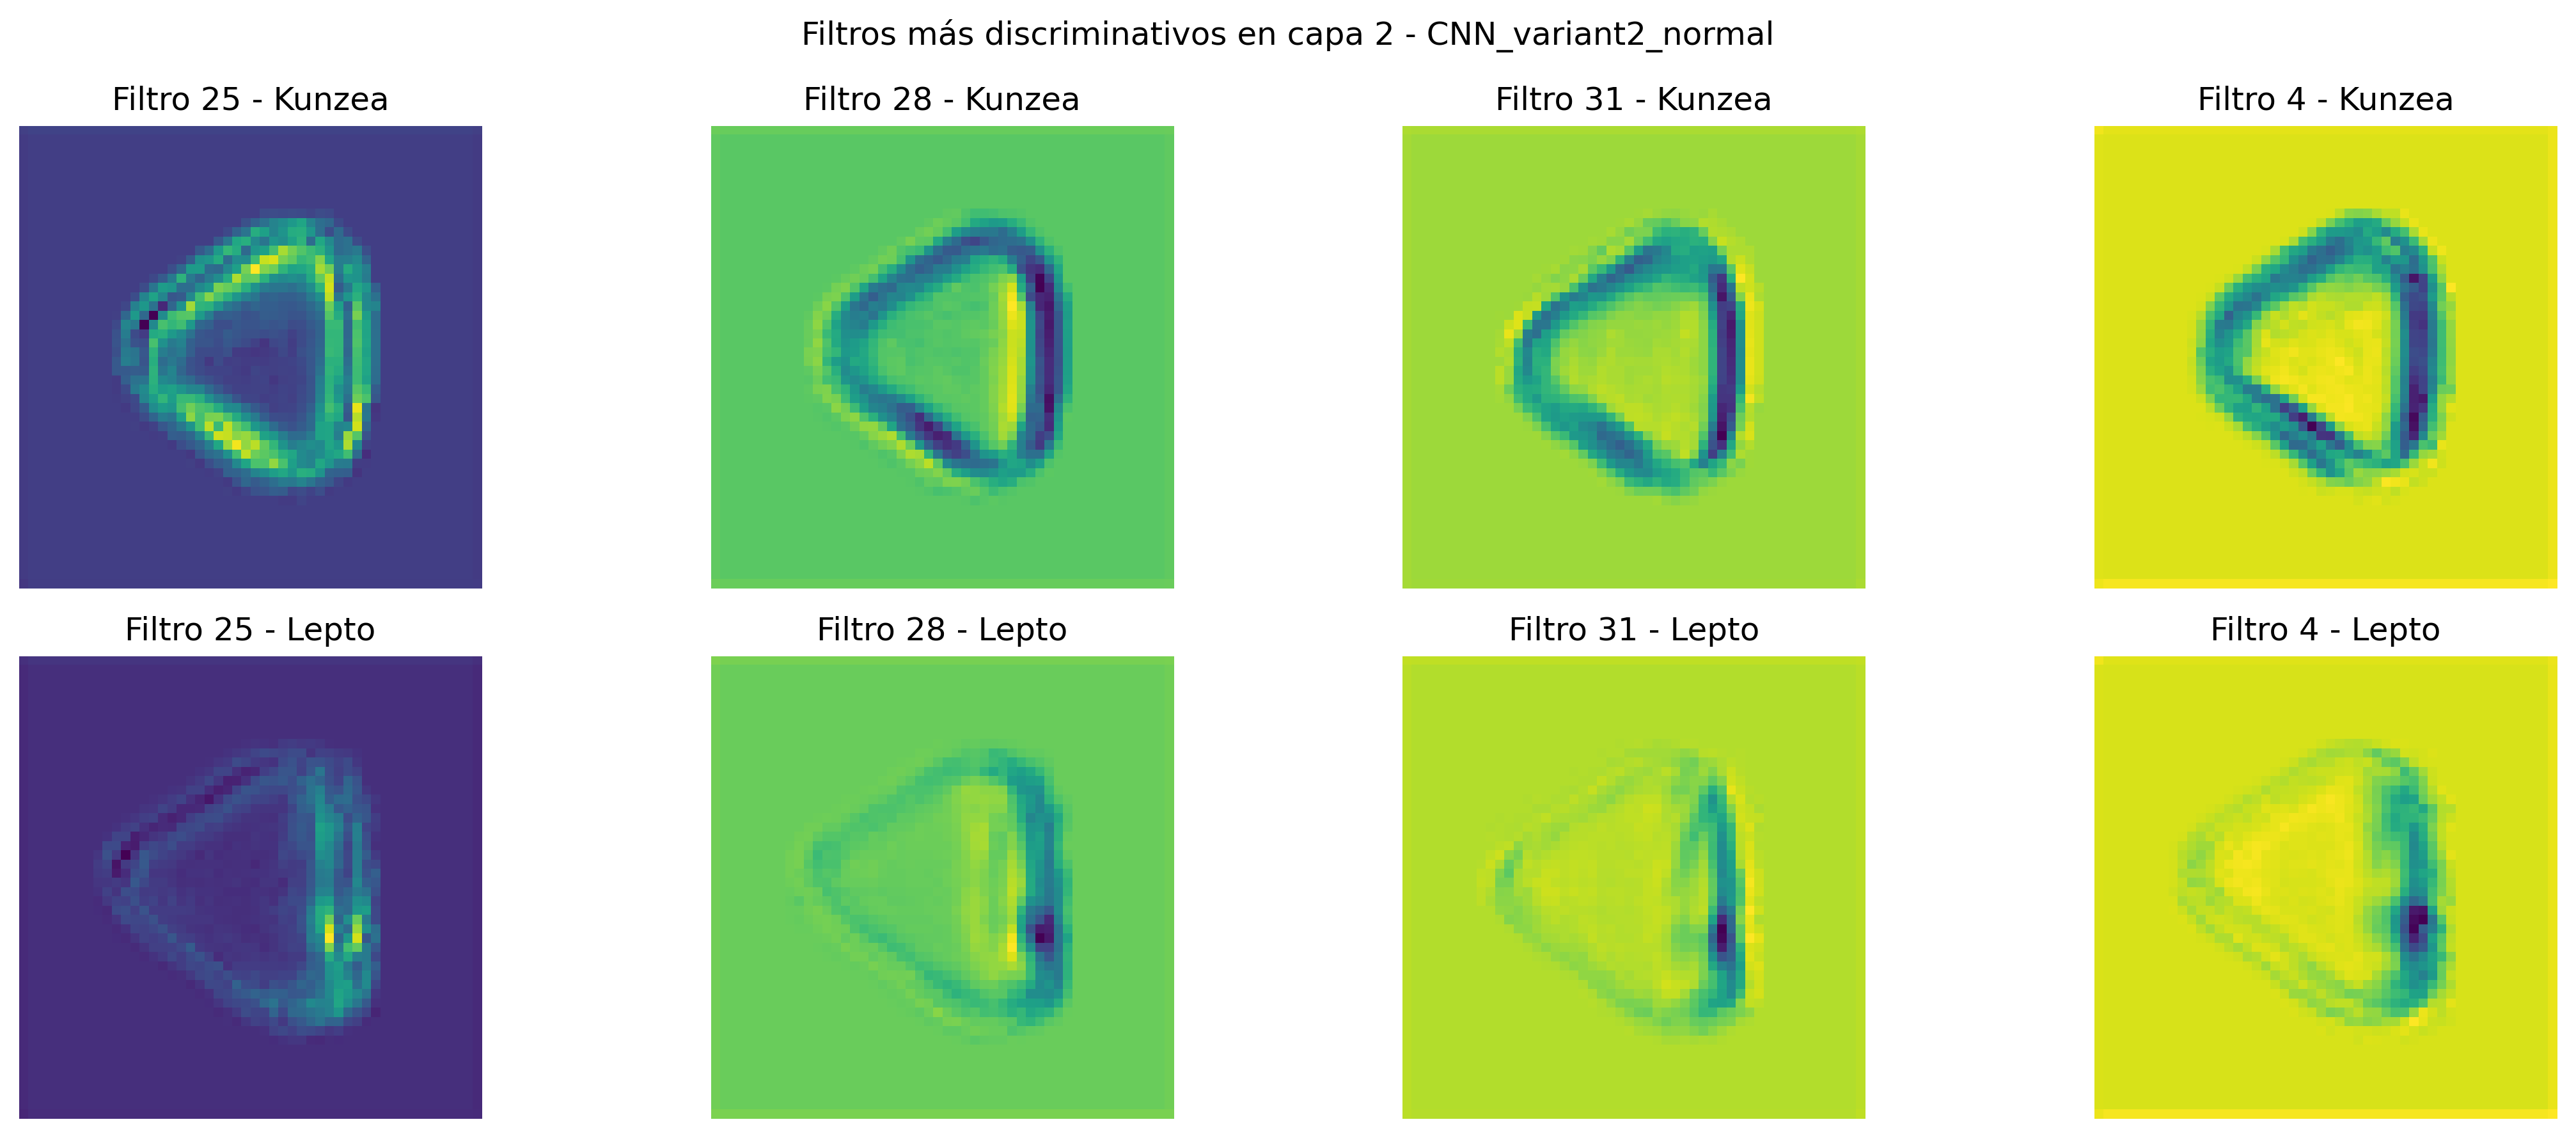 Filtros más discriminativos en capa 2 - CNN_variant2_normal
Filtro 25 - Kunzea
Filtro 28 - Kunzea
Filtro 31 - Kunzea
Filtro 4 - Kunzea
Filtro 25 - Lepto
Filtro 28 - Lepto
Filtro 31 - Lepto
Filtro 4 - Lepto